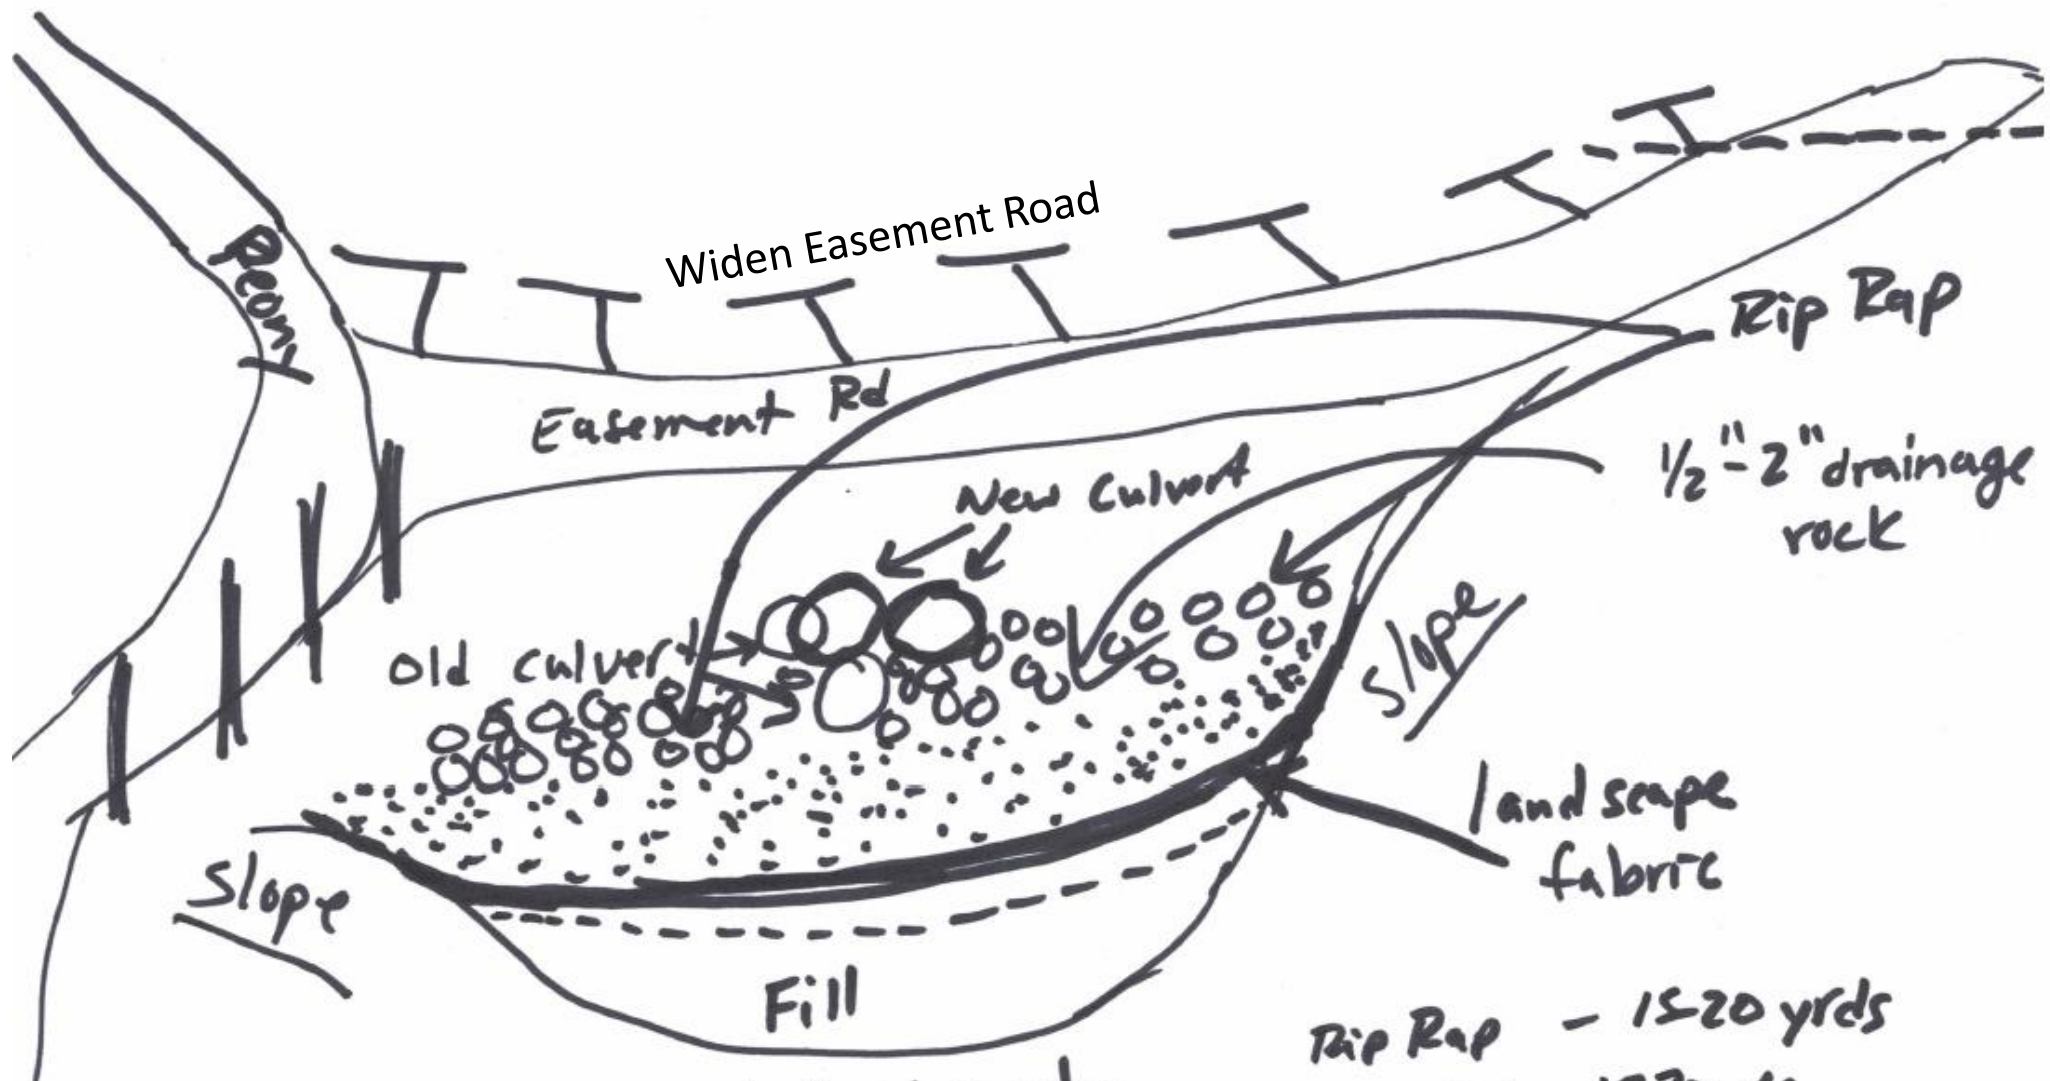 Peony
Widen Easement Road
Easement Rd
Rip Rap
1/2" - 2" drainage
rock
New Culvert
Old Culvert
Slope
landscape
fabric
Slope
Fill
Rip Rap - 15-20 yrds